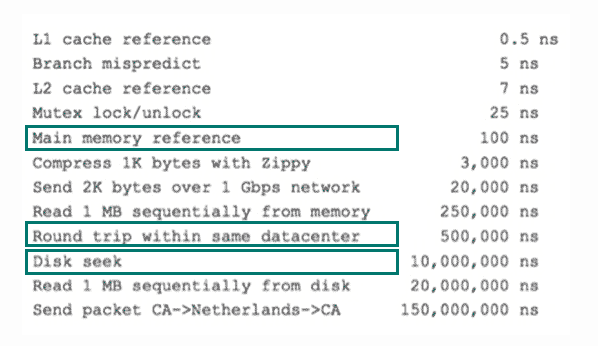 L1 cache reference 0.5 ns
Branch mispredict 5 ns
L2 cache reference 7 ns
Mutex lock/unlock 25 ns
Main memory reference 100 ns
Compress 1K bytes with Zippy 3,000 ns
Send 2K bytes over 1 Gbps network 20,000 ns
Read 1 MB sequentially from memory 250,000 ns
Round trip within same datacenter 500,000 ns
Disk seek 10,000,000 ns
Read 1 MB sequentially from disk 20,000,000 ns
Send packet CA->Netherlands->CA 150,000,000 ns